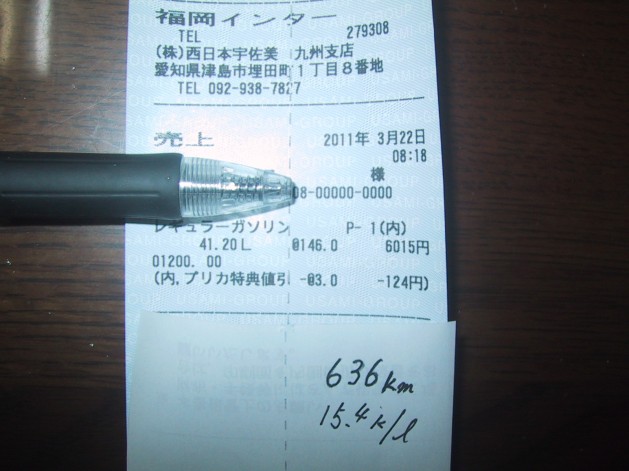 福岡インター
TEL 279308
(株)西日本宇佐美 九州支店
愛知県津島市埋田町1丁目8番地
TEL 092-938-7827
売上 2011年 3月22日
08:18
様
08-00000-0000
レギュラーガソリン P- 1(内)
41.20L @146.0 6015円
01200. 00
(内,プリカ特典値引 -@3.0 -124円)
636km
15.4k/l